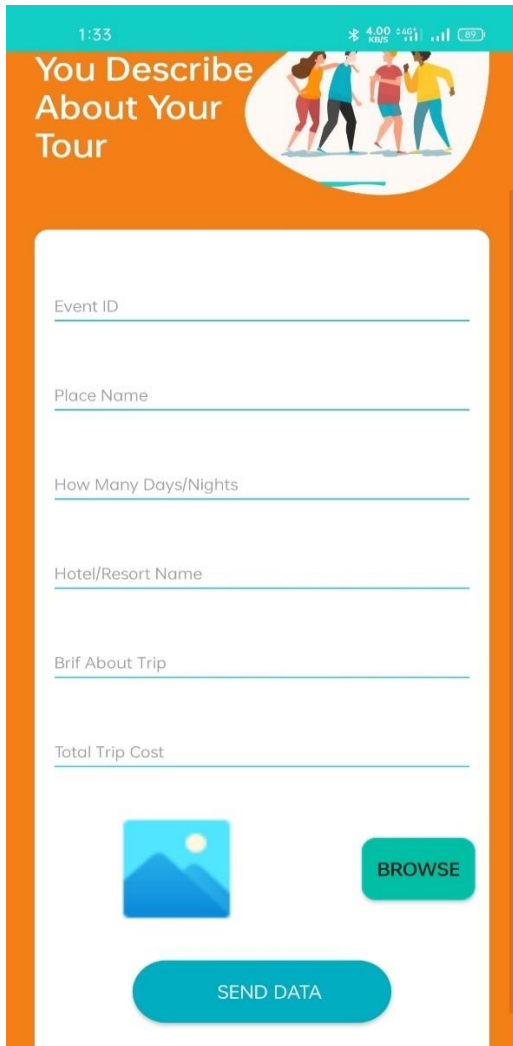 1:33 4.00 KB/S 4G+ 89
You Describe
About Your
Tour
Event ID
Place Name
How Many Days/Nights
Hotel/Resort Name
Brif About Trip
Total Trip Cost
BROWSE
SEND DATA